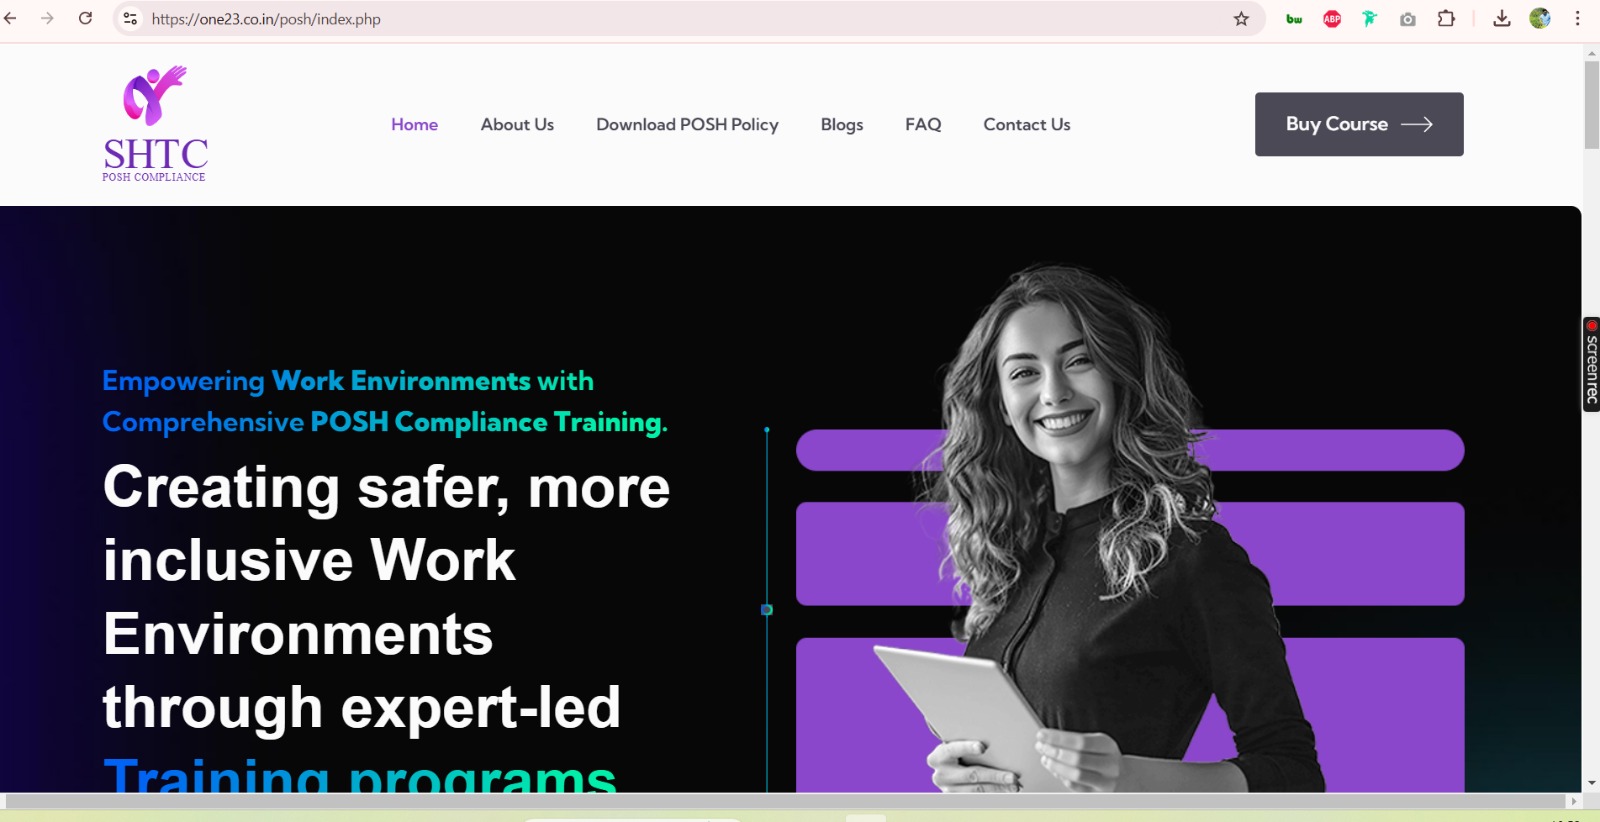 https://one23.co.in/posh/index.php
bw
ABP
SHTC
POSH COMPLIANCE
Home
About Us
Download POSH Policy
Blogs
FAQ
Contact Us
Buy Course
Empowering Work Environments with
Comprehensive POSH Compliance Training.
Creating safer, more
inclusive Work
Environments
through expert-led
Training programs
screenrec